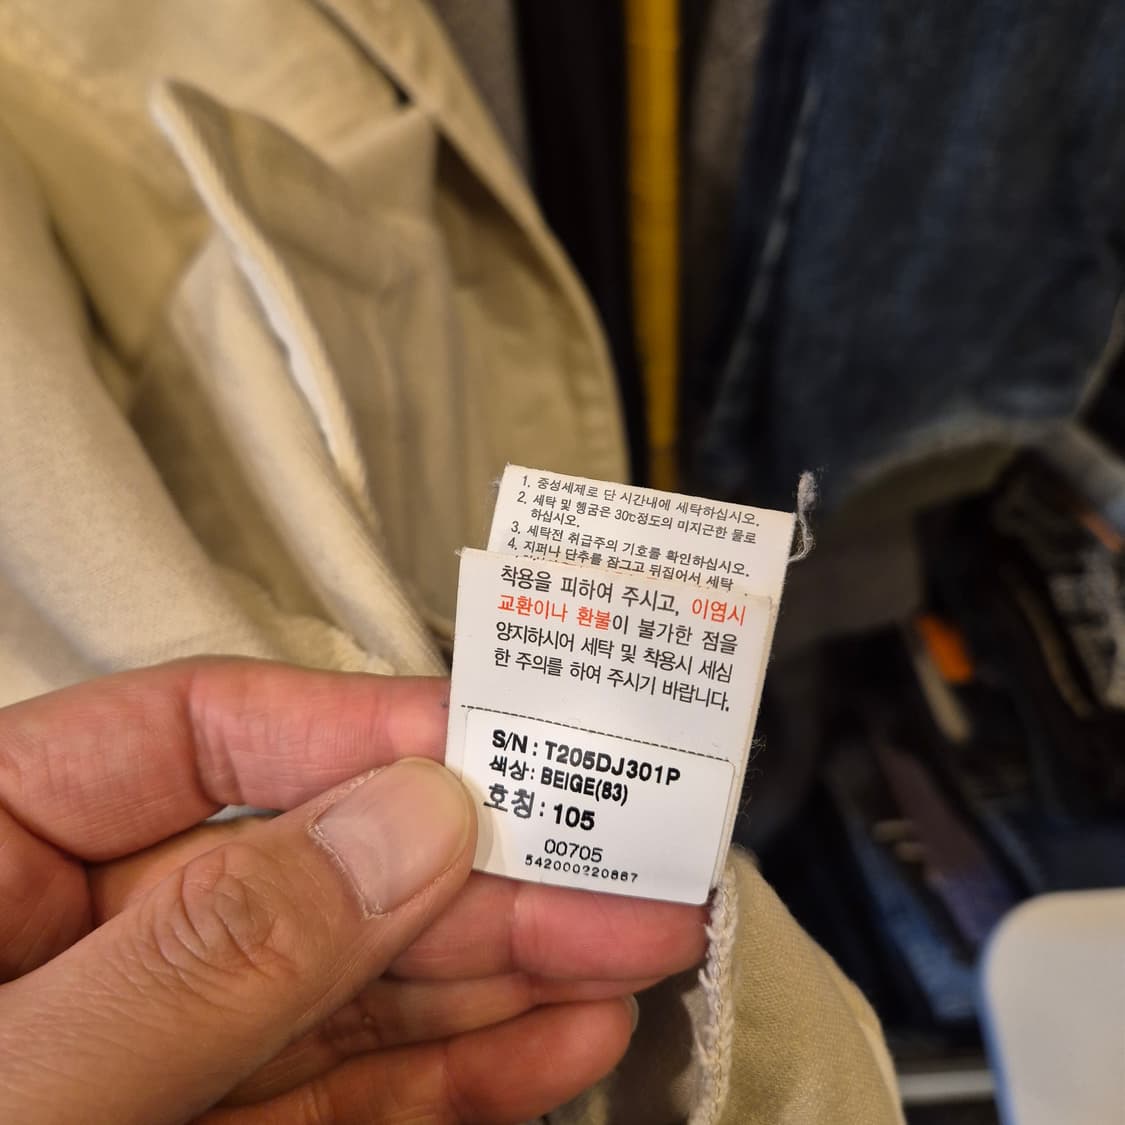 1. 중성세제로 단 시간내에 세탁하십시오.
2. 세탁 및 헹굼은 30℃정도의 미지근한 물로
하십시오.
3. 세탁전 취급주의 기호를 확인하십시오.
4. 지퍼나 단추를 잠그고 뒤집어서 세탁
착용을 피하여 주시고, 이염시
교환이나 환불이 불가한 점을
양지하시어 세탁 및 착용시 세심
한 주의를 하여 주시기 바랍니다.
S/N : T205DJ301P
색상: BEIGE(83)
호칭 : 105
00705
542000220867